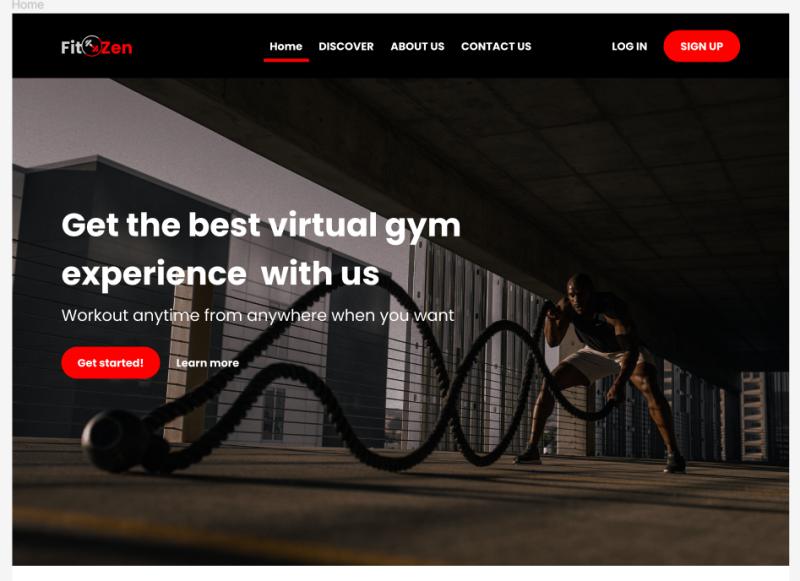 Home
FitZen
Home DISCOVER ABOUT US CONTACT US LOG IN SIGN UP
Get the best virtual gym
experience with us
Workout anytime from anywhere when you want
Get started! Learn more